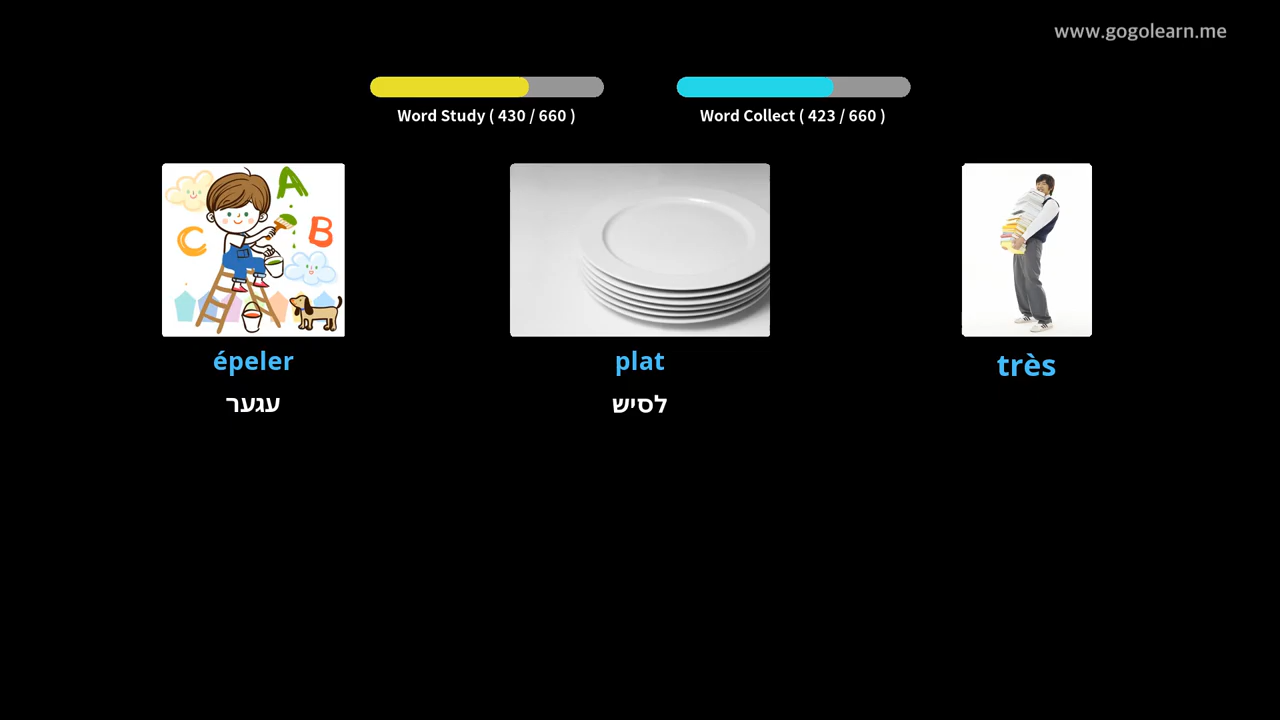 www.gogolearn.me
Word Study ( 430 / 660 )
Word Collect ( 423 / 660 )
A
B
C
épeler
plat
très
עגער
לסיש